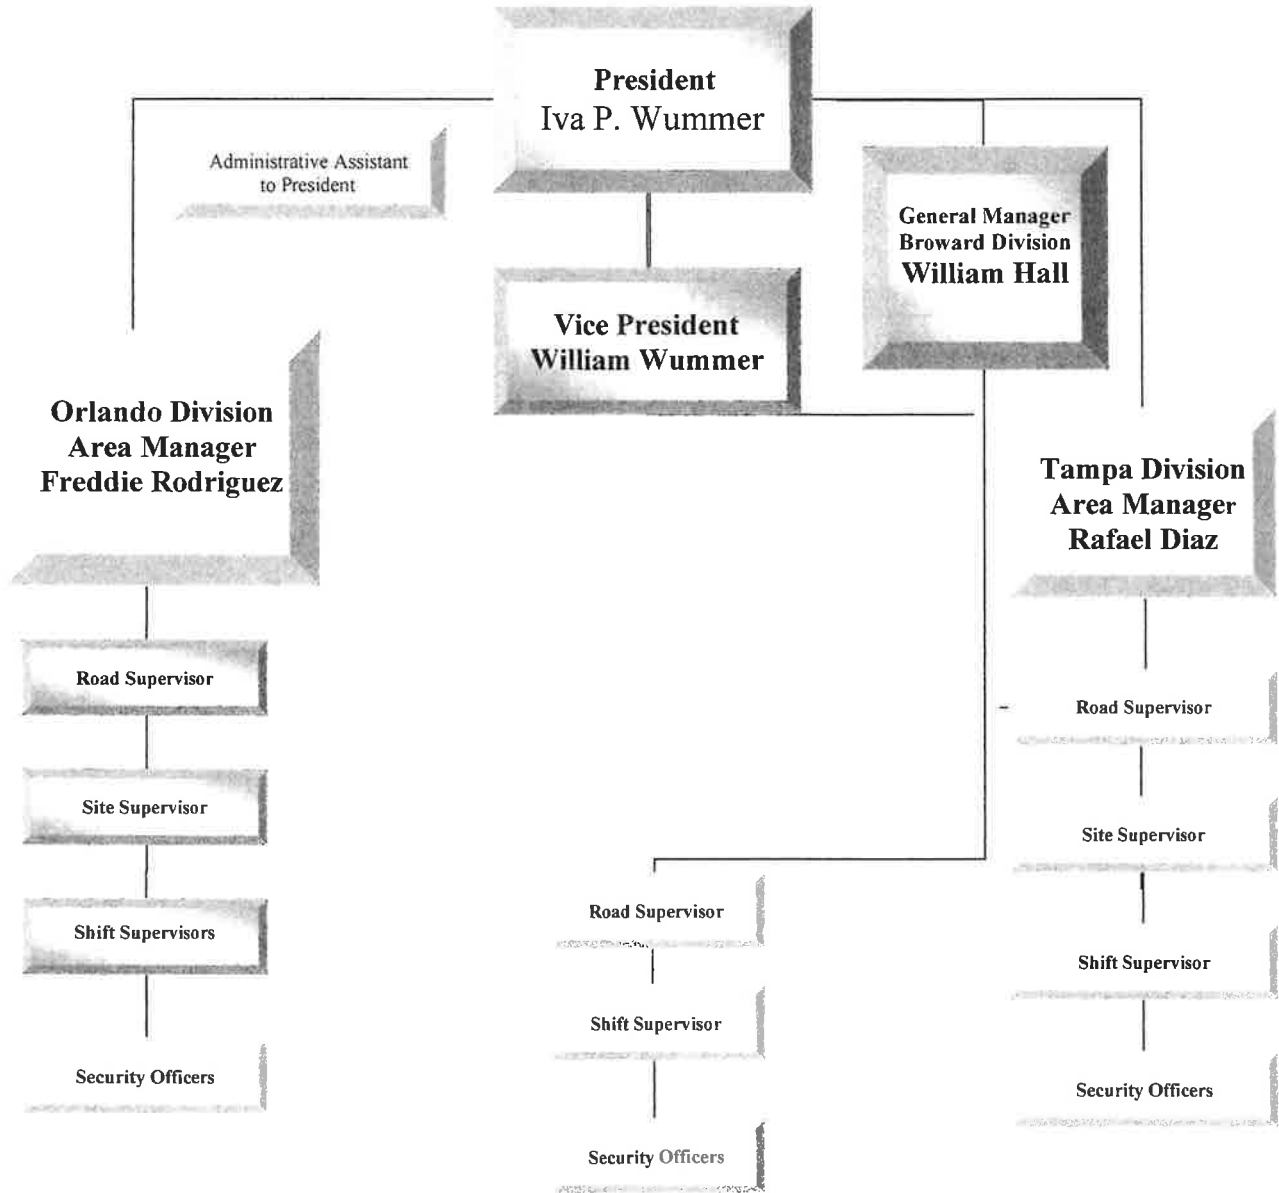 President
Iva P. Wummer
Administrative Assistant
to President
General Manager
Broward Division
William Hall
Vice President
William Wummer
Orlando Division
Area Manager
Freddie Rodriguez
Tampa Division
Area Manager
Rafael Diaz
Road Supervisor
Site Supervisor
Shift Supervisors
Security Officers
Road Supervisor
Shift Supervisor
Security Officers
Road Supervisor
Site Supervisor
Shift Supervisor
Security Officers